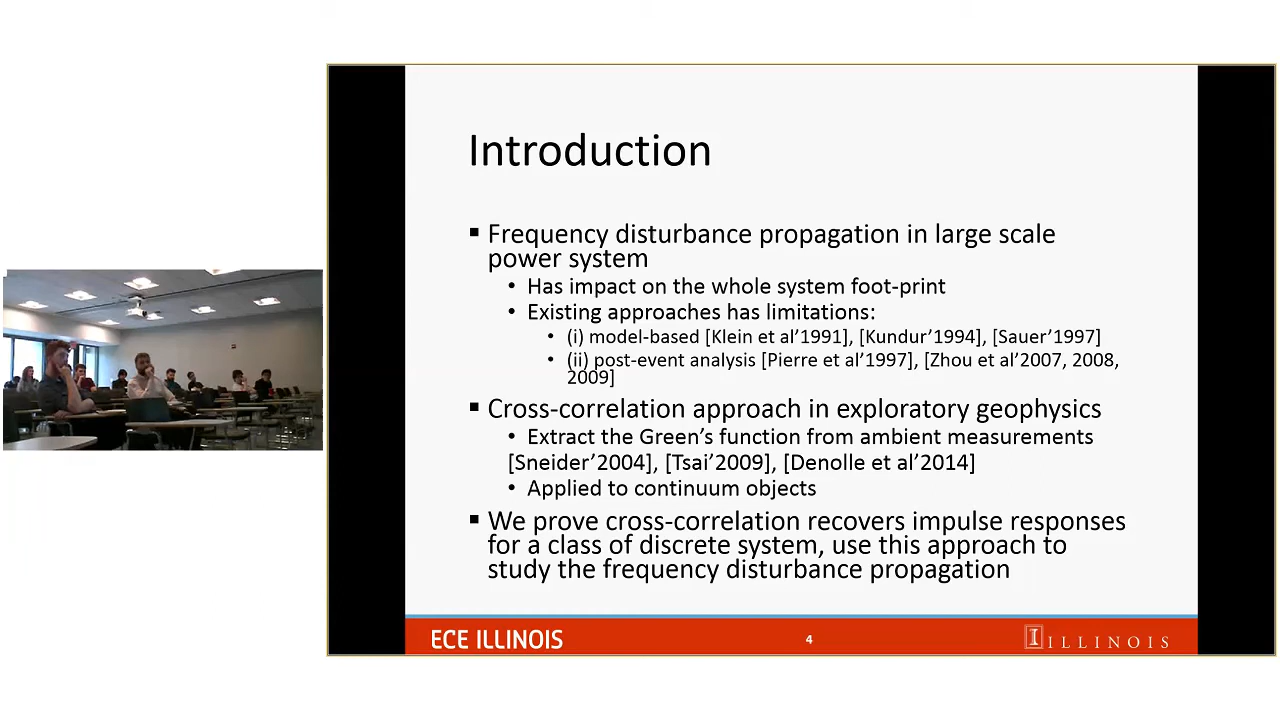 Introduction
▪ Frequency disturbance propagation in large scale
power system
• Has impact on the whole system foot-print
• Existing approaches has limitations:
• (i) model-based [Klein et al’1991], [Kundur’1994], [Sauer’1997]
• (ii) post-event analysis [Pierre et al’1997], [Zhou et al’2007, 2008,
2009]
▪ Cross-correlation approach in exploratory geophysics
• Extract the Green’s function from ambient measurements
[Sneider’2004], [Tsai’2009], [Denolle et al’2014]
• Applied to continuum objects
▪ We prove cross-correlation recovers impulse responses
for a class of discrete system, use this approach to
study the frequency disturbance propagation
ECE ILLINOIS
4
I ILLINOIS